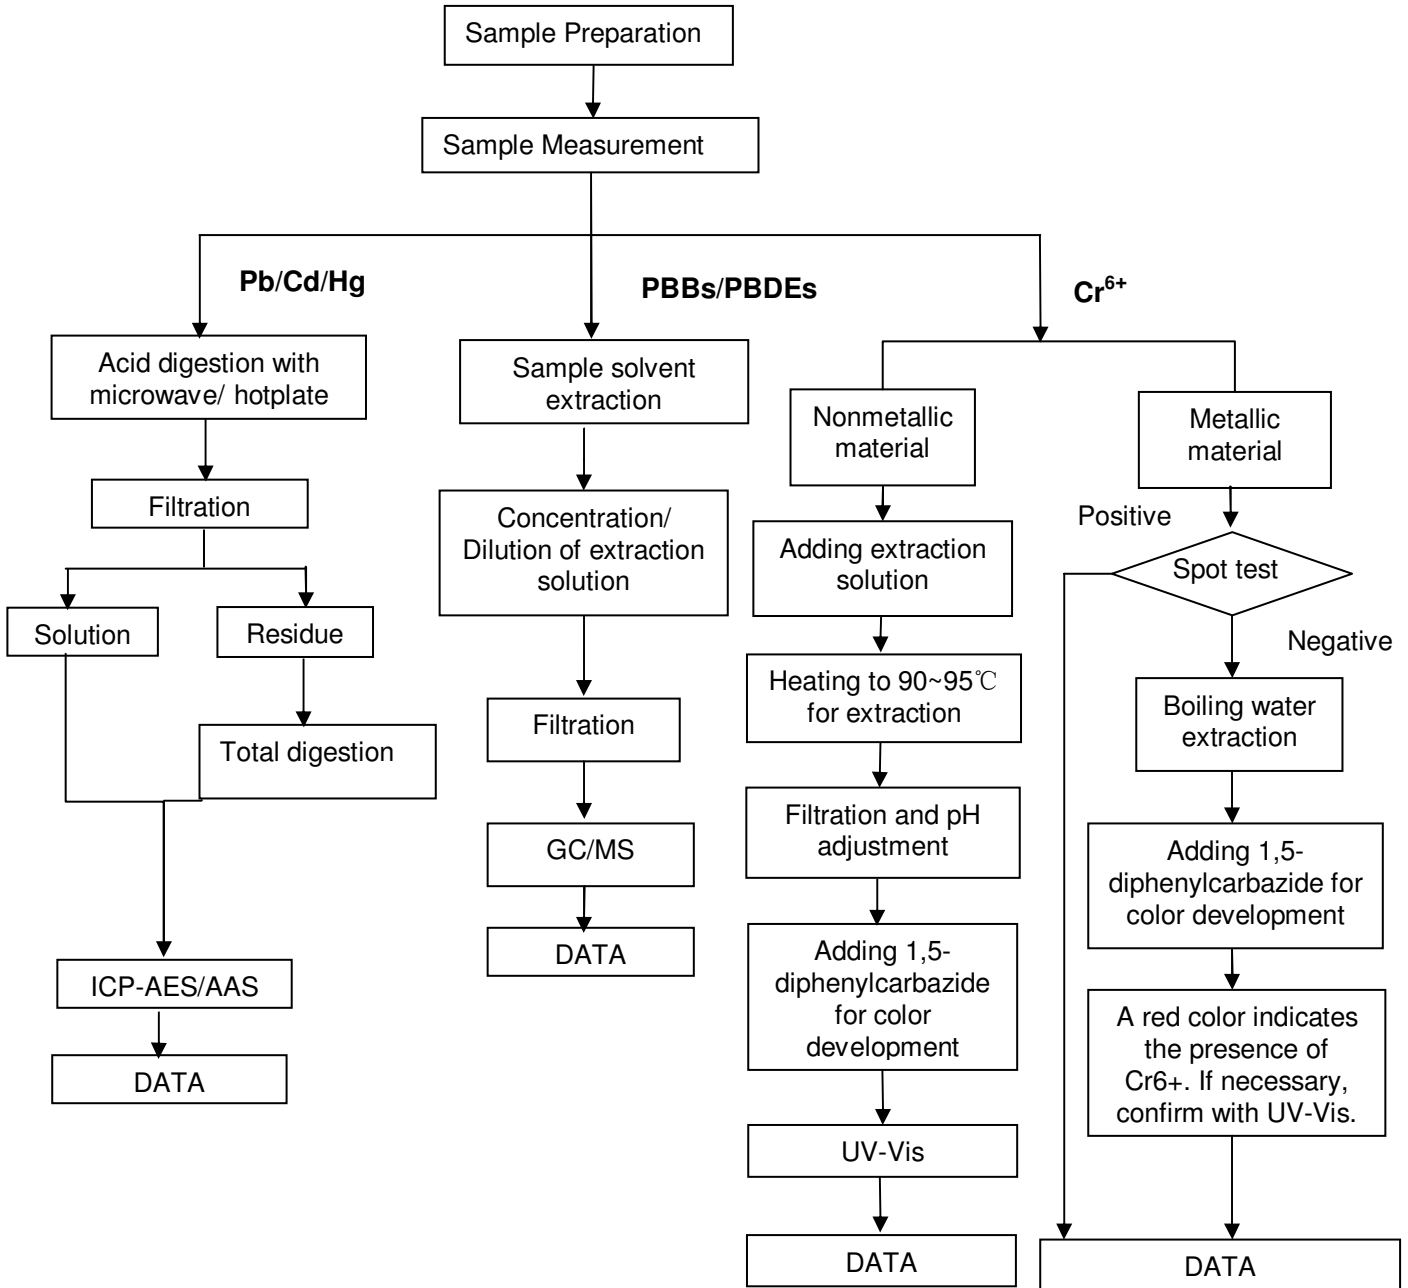 Sample Preparation
Sample Measurement
Pb/Cd/Hg
PBBs/PBDEs
Cr6+
Acid digestion with
microwave/ hotplate
Filtration
Solution
Residue
Total digestion
ICP-AES/AAS
DATA
Sample solvent
extraction
Concentration/
Dilution of extraction
solution
Filtration
GC/MS
DATA
Nonmetallic
material
Adding extraction
solution
Heating to 90~95℃
for extraction
Filtration and pH
adjustment
Adding 1,5-
diphenylcarbazide
for color
development
UV-Vis
DATA
Metallic
material
Positive
Spot test
Negative
Boiling water
extraction
Adding 1,5-
diphenylcarbazide for
color development
A red color indicates
the presence of
Cr6+. If necessary,
confirm with UV-Vis.
DATA